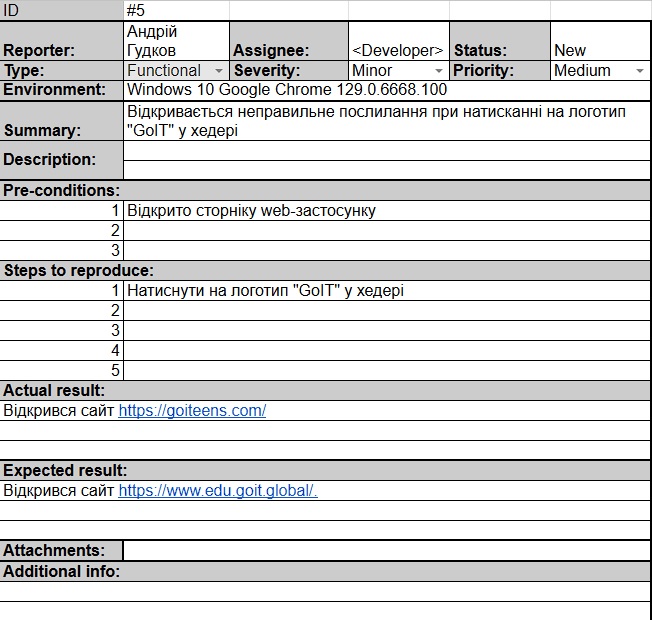 ID #5
Reporter: Андрій Гудков Assignee: <Developer> Status: New
Type: Functional Severity: Minor Priority: Medium
Environment: Windows 10 Google Chrome 129.0.6668.100
Summary: Відкривається неправильне послилання при натисканні на логотип
"GoIT" у хедері
Description:
Pre-conditions:
1 Відкрито сторніку web-застосунку
2
3
Steps to reproduce:
1 Натиснути на логотип "GoIT" у хедері
2
3
4
5
Actual result:
Відкрився сайт https://goiteens.com/
Expected result:
Відкрився сайт https://www.edu.goit.global/.
Attachments:
Additional info: